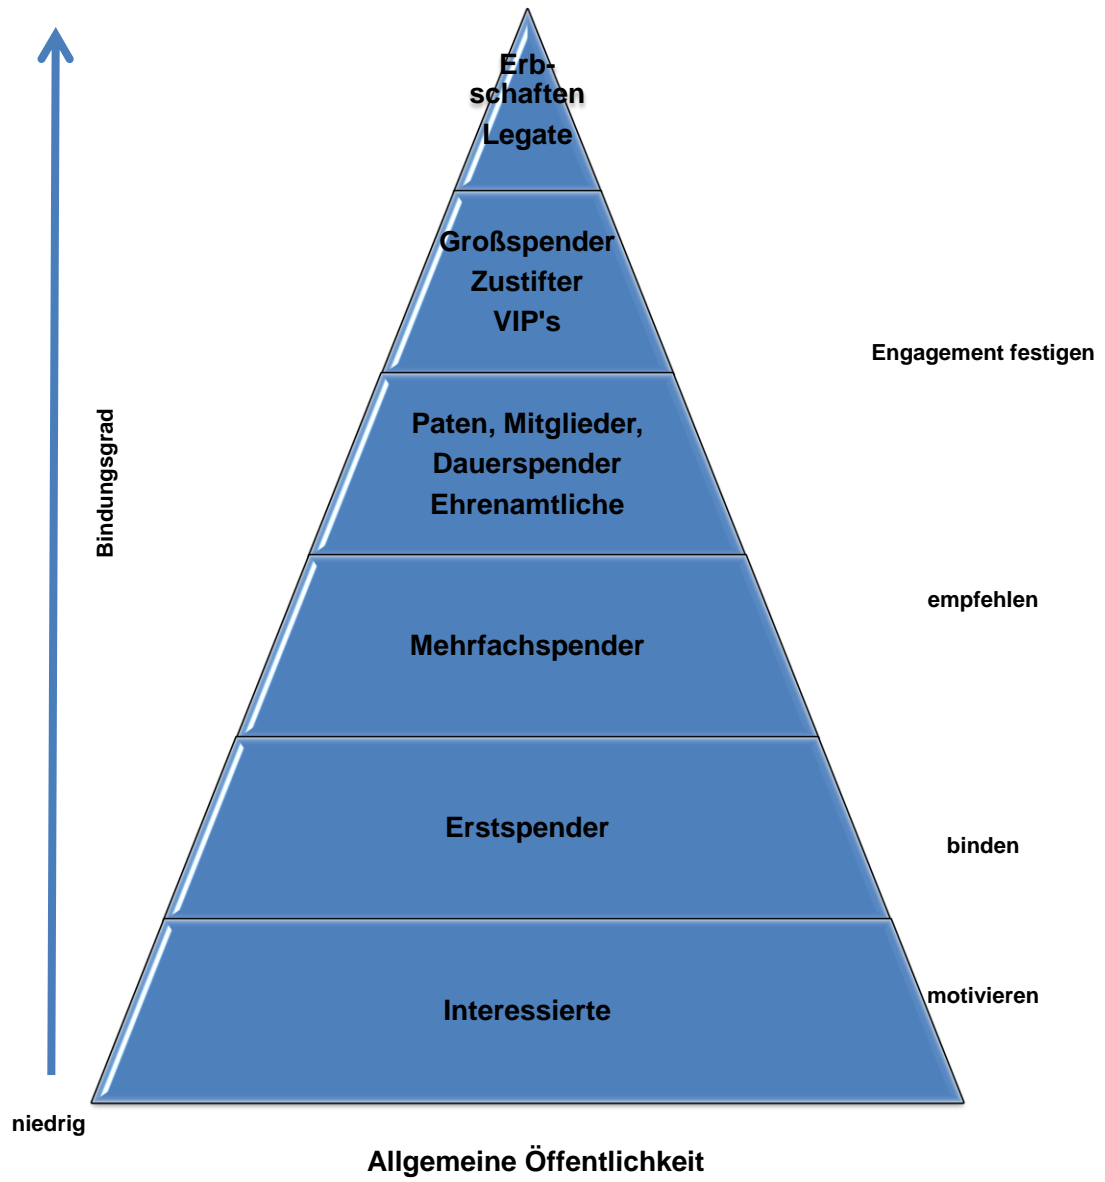 Erb-
schaften
Legate
Großspender
Zustifter
VIP's
Engagement festigen
Paten, Mitglieder,
Dauerspender
Ehrenamtliche
Bindungsgrad
empfehlen
Mehrfachspender
Erstspender
binden
motivieren
Interessierte
niedrig
Allgemeine Öffentlichkeit